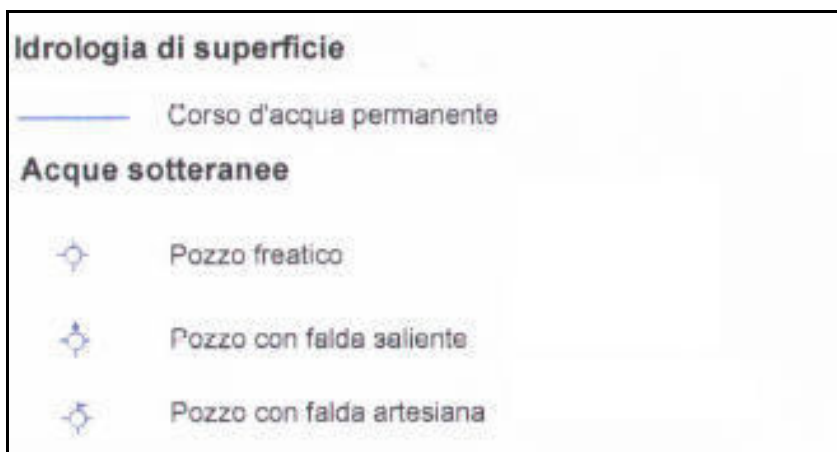 Idrologia di superficie
Corso d'acqua permanente
Acque sotteranee
Pozzo freatico
Pozzo con falda saliente
Pozzo con falda artesiana